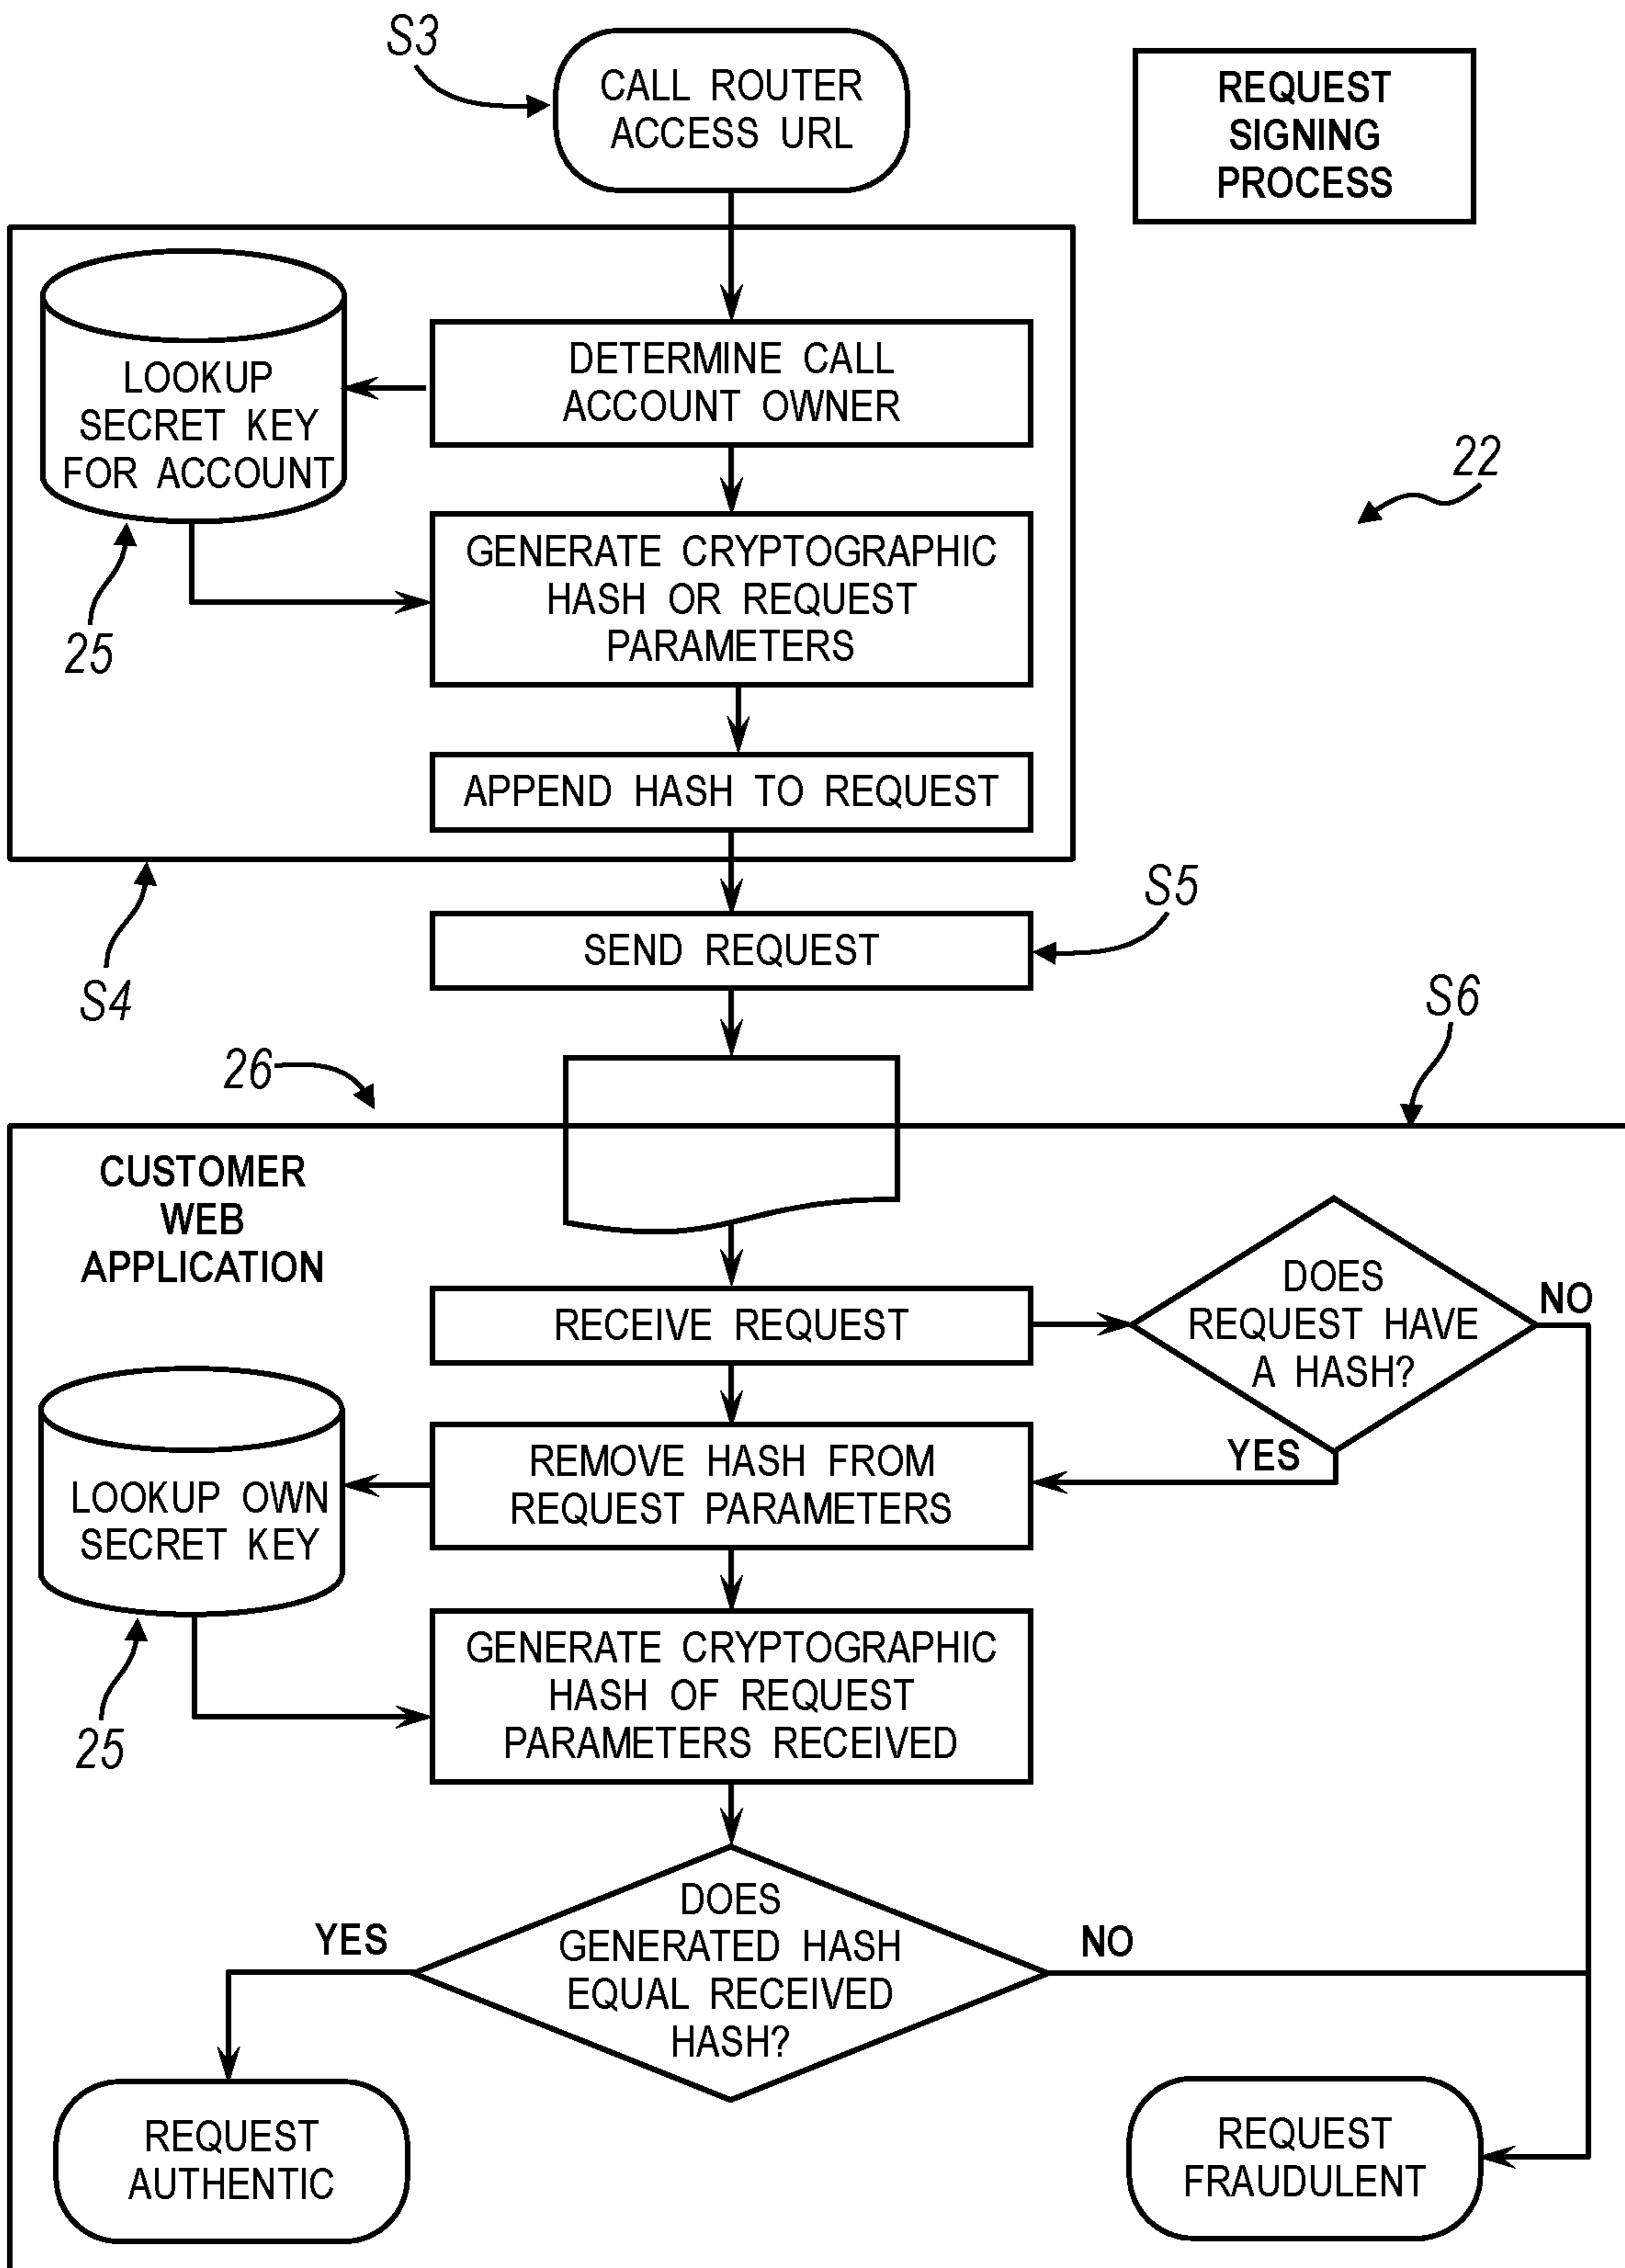 S3
CALL ROUTER
ACCESS URL
REQUEST
SIGNING
PROCESS
LOOKUP
SECRET KEY
FOR ACCOUNT
DETERMINE CALL
ACCOUNT OWNER
22
25
GENERATE CRYPTOGRAPHIC
HASH OR REQUEST
PARAMETERS
APPEND HASH TO REQUEST
S4
S5
SEND REQUEST
S6
26
CUSTOMER
WEB
APPLICATION
RECEIVE REQUEST
DOES
REQUEST HAVE
A HASH?
NO
YES
REMOVE HASH FROM
REQUEST PARAMETERS
LOOKUP OWN
SECRET KEY
25
GENERATE CRYPTOGRAPHIC
HASH OF REQUEST
PARAMETERS RECEIVED
DOES
GENERATED HASH
EQUAL RECEIVED
HASH?
YES
NO
REQUEST
AUTHENTIC
REQUEST
FRAUDULENT